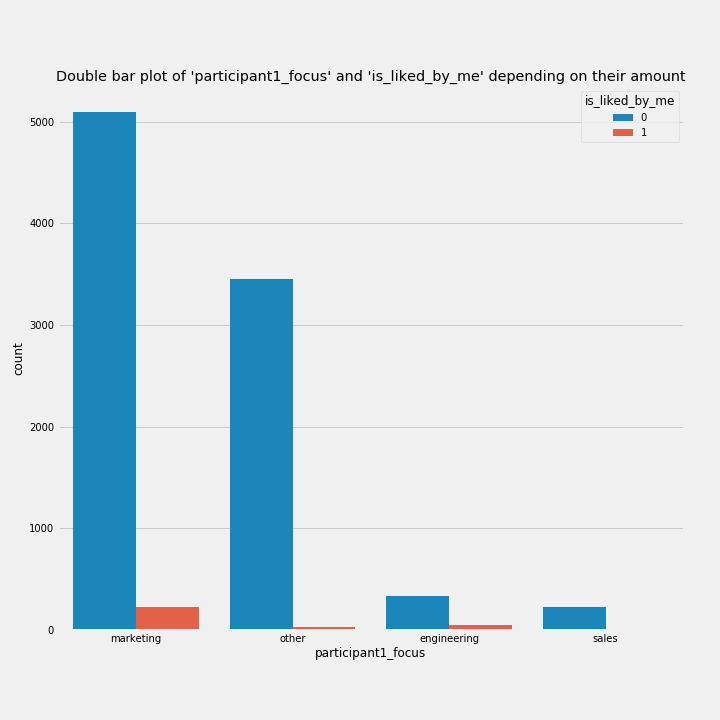 Double bar plot of 'participant1_focus' and 'is_liked_by_me' depending on their amount
is_liked_by_me
0
1
5000
4000
3000
2000
1000
0
count
marketing
other
engineering
sales
participant1_focus